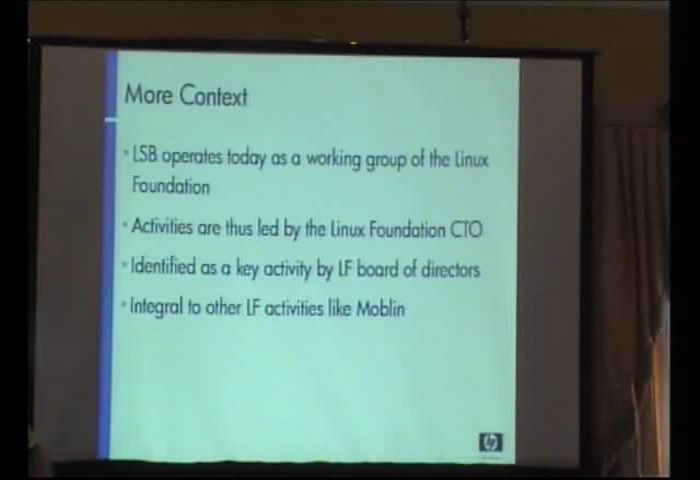 More Context
• LSB operates today as a working group of the Linux
Foundation
• Activities are thus led by the Linux Foundation CTO
• Identified as a key activity by LF board of directors
• Integral to other LF activities like Moblin
hp